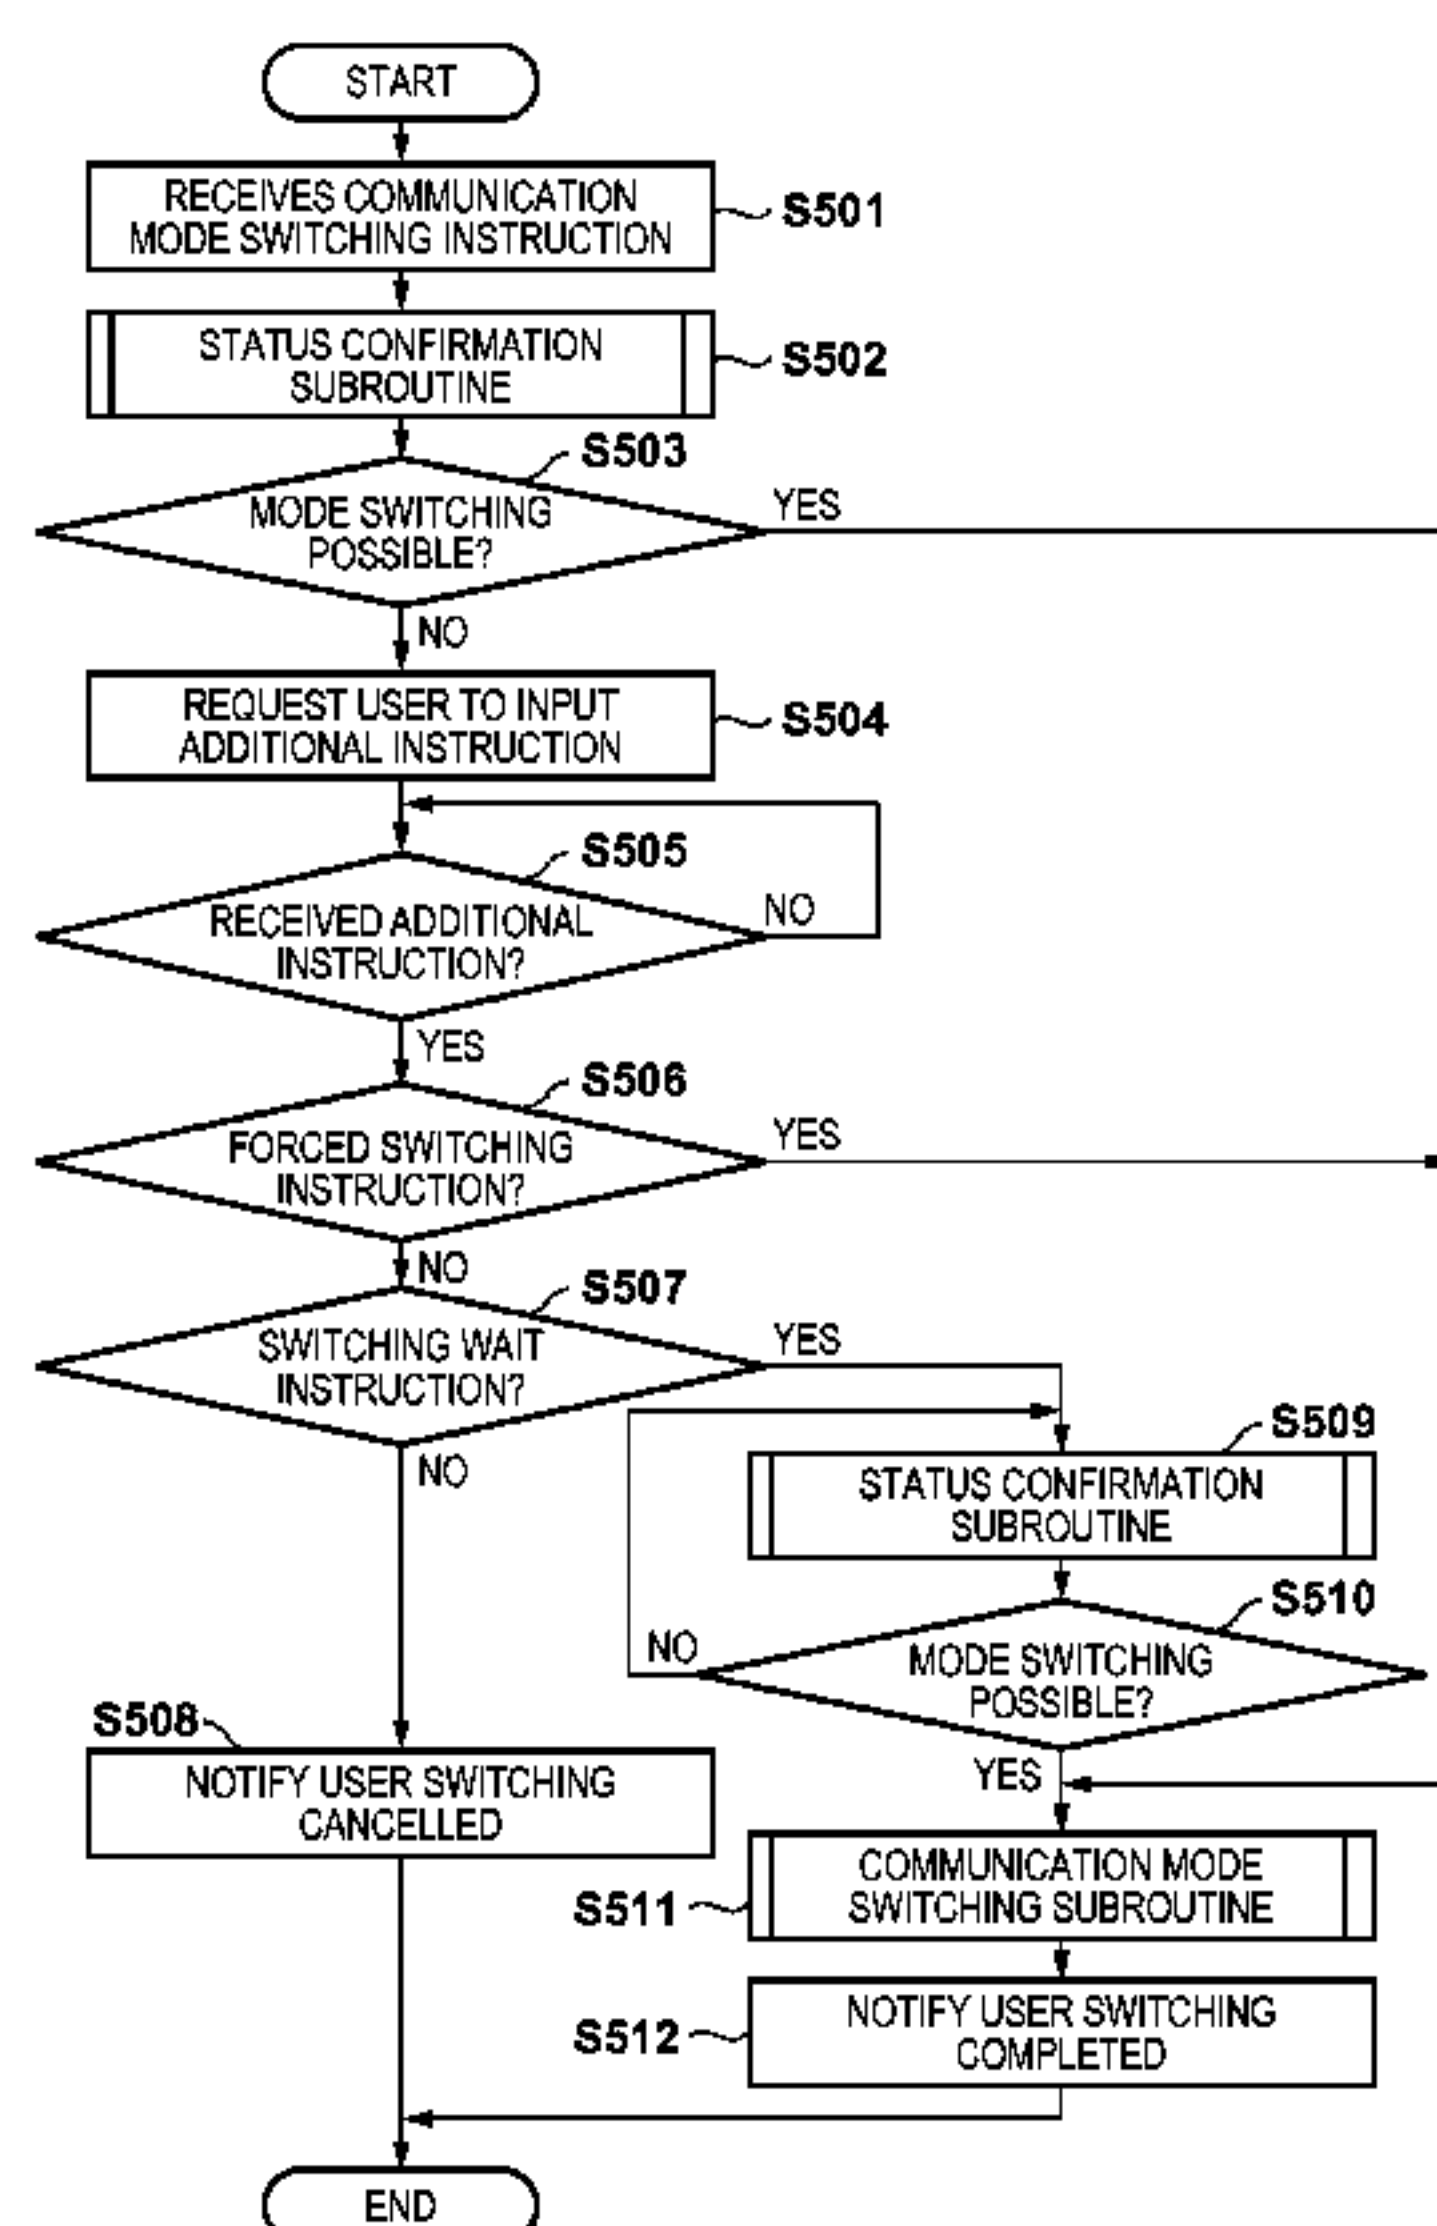 START
RECEIVES COMMUNICATION
MODE SWITCHING INSTRUCTION
S501
STATUS CONFIRMATION
SUBROUTINE
S502
S503
MODE SWITCHING
POSSIBLE?
YES
NO
REQUEST USER TO INPUT
ADDITIONAL INSTRUCTION
S504
S505
RECEIVED ADDITIONAL
INSTRUCTION?
NO
YES
S506
FORCED SWITCHING
INSTRUCTION?
YES
NO
S507
SWITCHING WAIT
INSTRUCTION?
YES
NO
S509
STATUS CONFIRMATION
SUBROUTINE
S510
MODE SWITCHING
POSSIBLE?
NO
YES
S508
NOTIFY USER SWITCHING
CANCELLED
COMMUNICATION MODE
SWITCHING SUBROUTINE
S511
NOTIFY USER SWITCHING
COMPLETED
S512
END